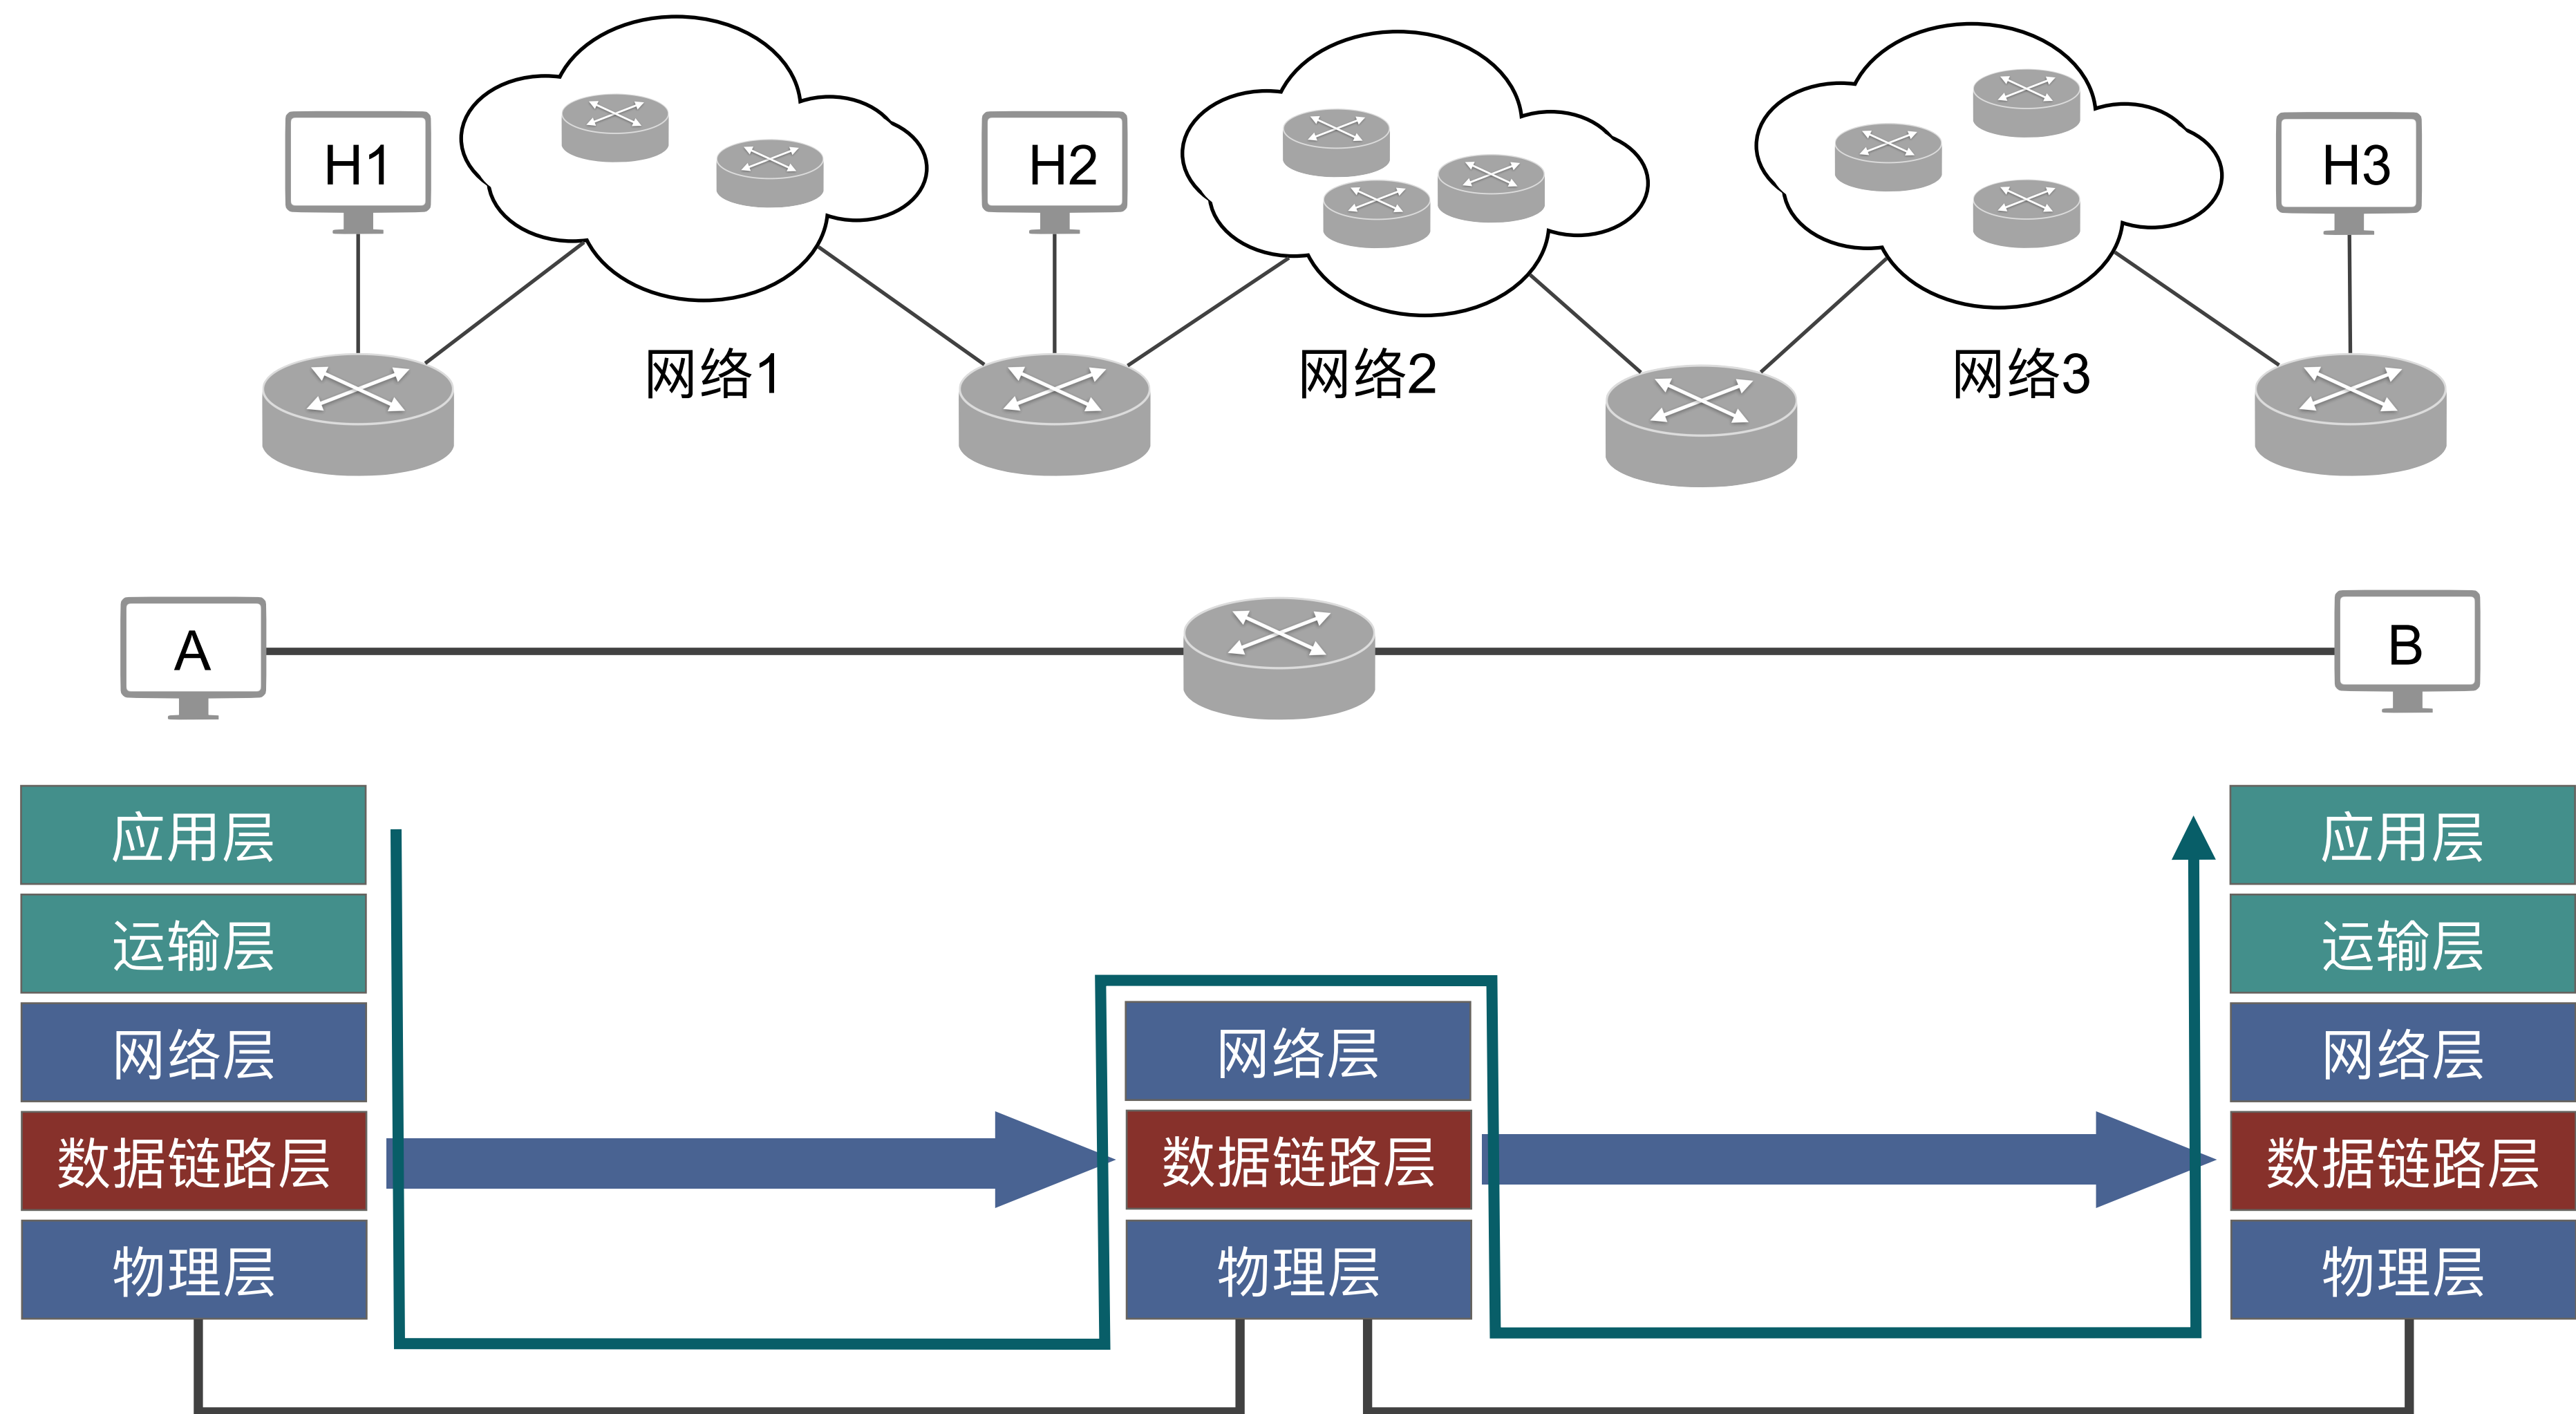 H1
H2
H3
网络1
网络2
网络3
A
B
应用层
运输层
网络层
数据链路层
物理层
网络层
数据链路层
物理层
应用层
运输层
网络层
数据链路层
物理层